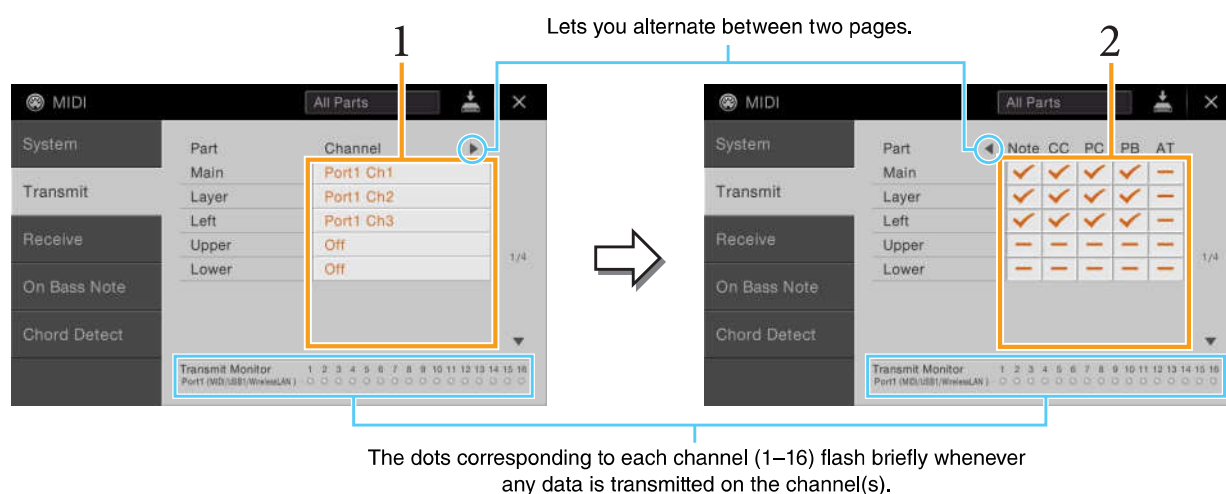 Lets you alternate between two pages.
1
2
MIDI
All Parts
System
Transmit
Receive
On Bass Note
Chord Detect
Part Channel
Main Port1 Ch1
Layer Port1 Ch2
Left Port1 Ch3
Upper Off
Lower Off
1/4
Transmit Monitor 1 2 3 4 5 6 7 8 9 10 11 12 13 14 15 16
Port1 (MIDI/USB1/WirelessLAN )
MIDI
All Parts
System
Transmit
Receive
On Bass Note
Chord Detect
Part Note CC PC PB AT
Main
Layer
Left
Upper
Lower
1/4
Transmit Monitor 1 2 3 4 5 6 7 8 9 10 11 12 13 14 15 16
Port1 (MIDI/USB1/WirelessLAN )
The dots corresponding to each channel (1–16) flash briefly whenever
any data is transmitted on the channel(s).